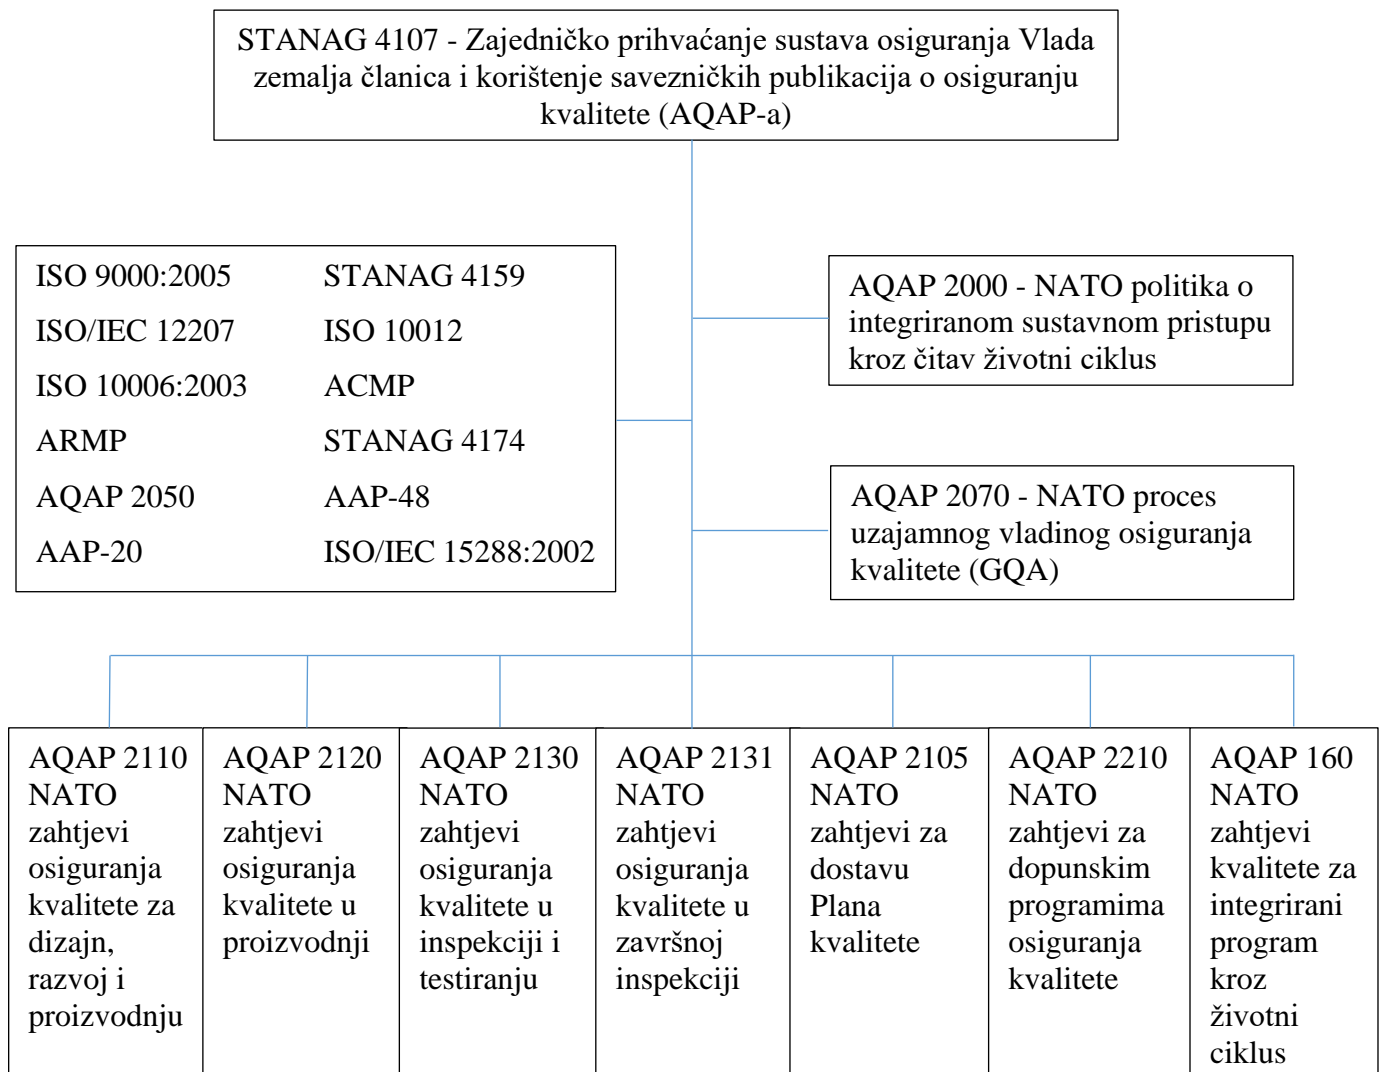 STANAG 4107 - Zajedničko prihvaćanje sustava osiguranja Vlada
zemalja članica i korištenje savezničkih publikacija o osiguranju
kvalitete (AQAP-a)
ISO 9000:2005 STANAG 4159
ISO/IEC 12207 ISO 10012
ISO 10006:2003 ACMP
ARMP STANAG 4174
AQAP 2050 AAP-48
AAP-20 ISO/IEC 15288:2002
AQAP 2000 - NATO politika o
integriranom sustavnom pristupu
kroz čitav životni ciklus
AQAP 2070 - NATO proces
uzajamnog vladinog osiguranja
kvalitete (GQA)
AQAP 2110
NATO
zahtjevi
osiguranja
kvalitete za
dizajn,
razvoj i
proizvodnju
AQAP 2120
NATO
zahtjevi
osiguranja
kvalitete u
proizvodnji
AQAP 2130
NATO
zahtjevi
osiguranja
kvalitete u
inspekciji i
testiranju
AQAP 2131
NATO
zahtjevi
osiguranja
kvalitete u
završnoj
inspekciji
AQAP 2105
NATO
zahtjevi za
dostavu
Plana
kvalitete
AQAP 2210
NATO
zahtjevi za
dopunskim
programima
osiguranja
kvalitete
AQAP 160
NATO
zahtjevi
kvalitete za
integrirani
program
kroz
životni
ciklus